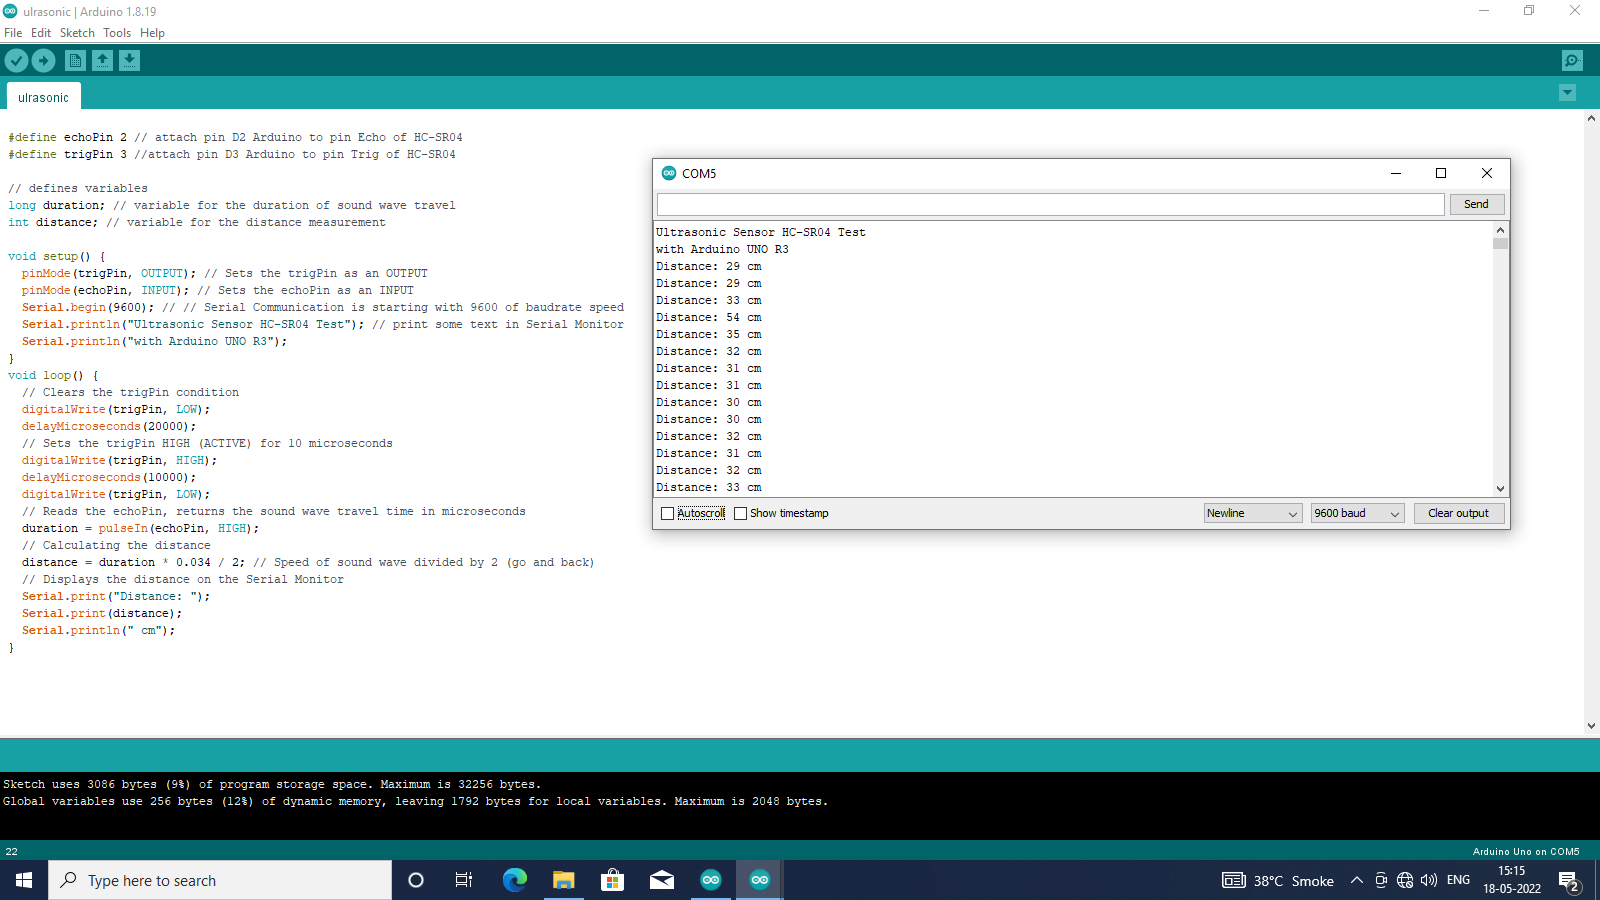 ulrasonic | Arduino 1.8.19
File Edit Sketch Tools Help
ulrasonic
#define echoPin 2 // attach pin D2 Arduino to pin Echo of HC-SR04
#define trigPin 3 //attach pin D3 Arduino to pin Trig of HC-SR04
// defines variables
long duration; // variable for the duration of sound wave travel
int distance; // variable for the distance measurement
void setup() {
pinMode(trigPin, OUTPUT); // Sets the trigPin as an OUTPUT
pinMode(echoPin, INPUT); // Sets the echoPin as an INPUT
Serial.begin(9600); // // Serial Communication is starting with 9600 of baudrate speed
Serial.println("Ultrasonic Sensor HC-SR04 Test"); // print some text in Serial Monitor
Serial.println("with Arduino UNO R3");
}
void loop() {
// Clears the trigPin condition
digitalWrite(trigPin, LOW);
delayMicroseconds(20000);
// Sets the trigPin HIGH (ACTIVE) for 10 microseconds
digitalWrite(trigPin, HIGH);
delayMicroseconds(10000);
digitalWrite(trigPin, LOW);
// Reads the echoPin, returns the sound wave travel time in microseconds
duration = pulseIn(echoPin, HIGH);
// Calculating the distance
distance = duration * 0.034 / 2; // Speed of sound wave divided by 2 (go and back)
// Displays the distance on the Serial Monitor
Serial.print("Distance: ");
Serial.print(distance);
Serial.println(" cm");
}
COM5
Send
Ultrasonic Sensor HC-SR04 Test
with Arduino UNO R3
Distance: 29 cm
Distance: 29 cm
Distance: 33 cm
Distance: 54 cm
Distance: 35 cm
Distance: 32 cm
Distance: 31 cm
Distance: 31 cm
Distance: 30 cm
Distance: 30 cm
Distance: 32 cm
Distance: 31 cm
Distance: 32 cm
Distance: 33 cm
Autoscroll Show timestamp Newline 9600 baud Clear output
Sketch uses 3086 bytes (9%) of program storage space. Maximum is 32256 bytes.
Global variables use 256 bytes (12%) of dynamic memory, leaving 1792 bytes for local variables. Maximum is 2048 bytes.
22 Arduino Uno on COM5
Type here to search
38°C Smoke ENG
15:15
18-05-2022
2